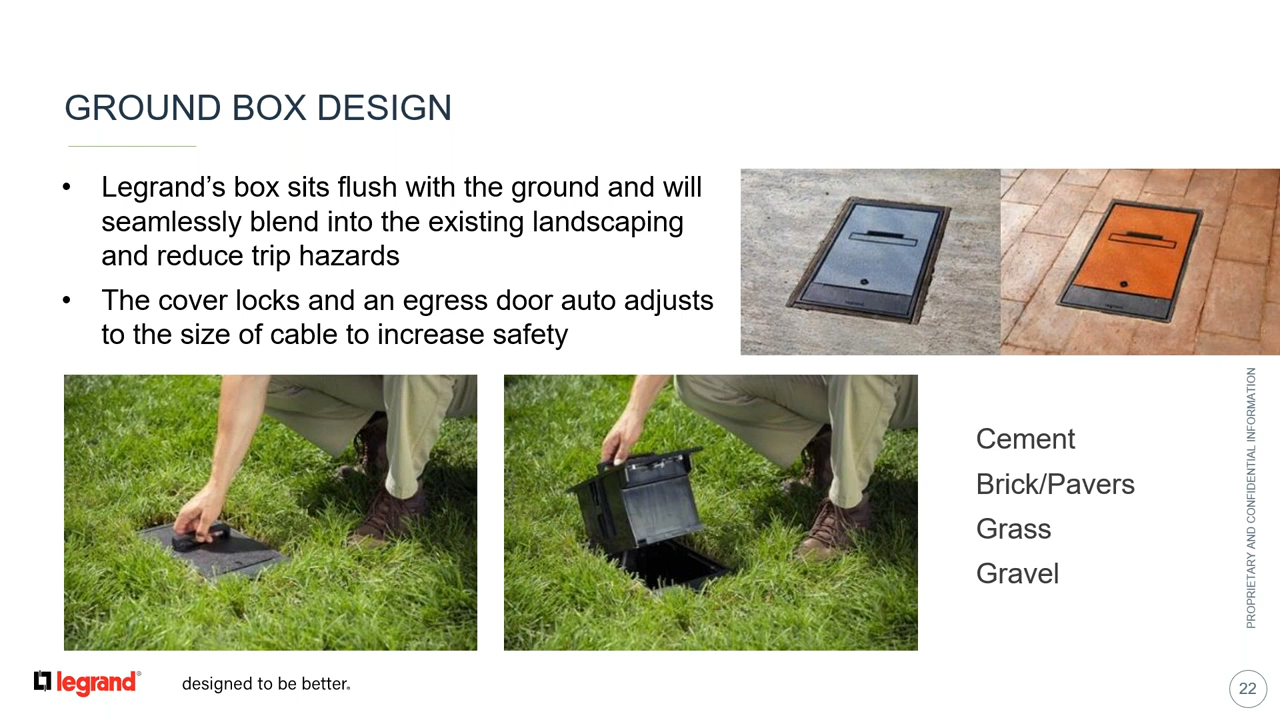 GROUND BOX DESIGN
• Legrand’s box sits flush with the ground and will
seamlessly blend into the existing landscaping
and reduce trip hazards
• The cover locks and an egress door auto adjusts
to the size of cable to increase safety
Cement
Brick/Pavers
Grass
Gravel
PROPRIETARY AND CONFIDENTIAL INFORMATION
legrand®
designed to be better.
22